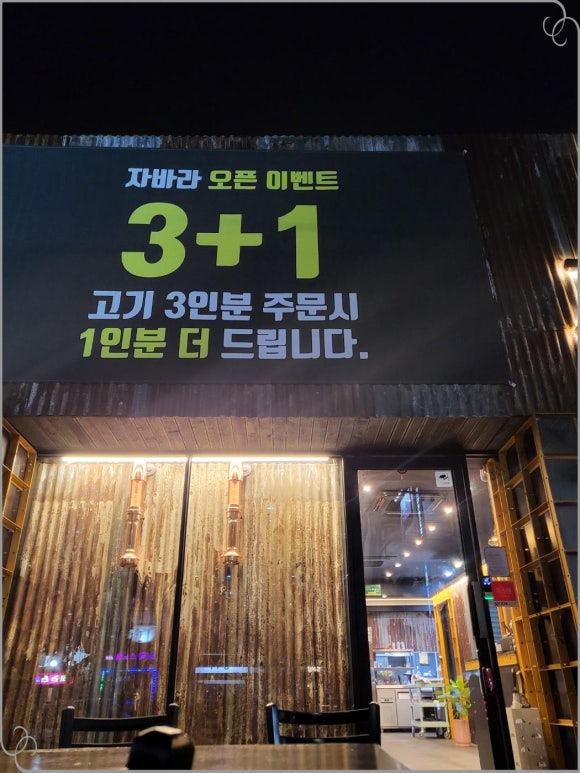 자바라 오픈 이벤트
3+1
고기 3인분 주문시
1인분 더 드립니다.